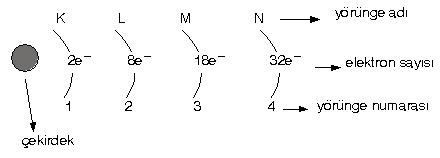 K L M N yörünge adı
2e⁻ 8e⁻ 18e⁻ 32e⁻ elektron sayısı
1 2 3 4 yörünge numarası
çekirdek